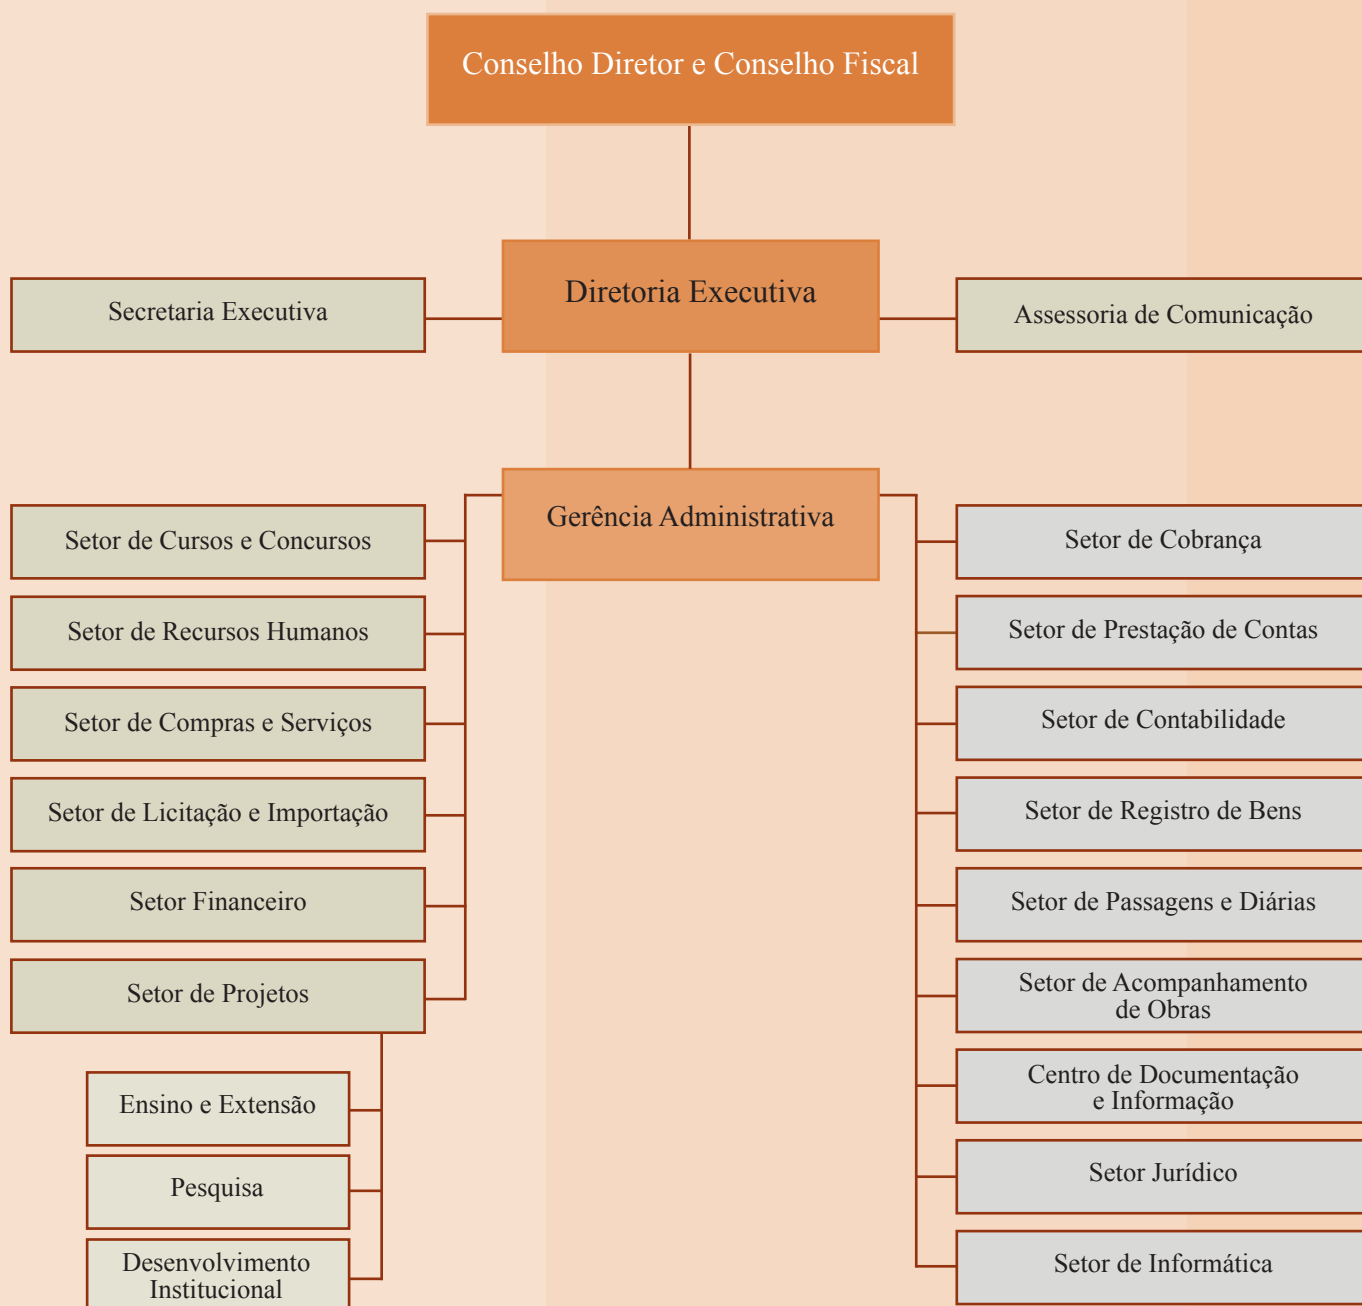 Conselho Diretor e Conselho Fiscal
Diretoria Executiva
Secretaria Executiva
Assessoria de Comunicação
Gerência Administrativa
Setor de Cursos e Concursos
Setor de Recursos Humanos
Setor de Compras e Serviços
Setor de Licitação e Importação
Setor Financeiro
Setor de Projetos
Ensino e Extensão
Pesquisa
Desenvolvimento
Institucional
Setor de Cobrança
Setor de Prestação de Contas
Setor de Contabilidade
Setor de Registro de Bens
Setor de Passagens e Diárias
Setor de Acompanhamento
de Obras
Centro de Documentação
e Informação
Setor Jurídico
Setor de Informática